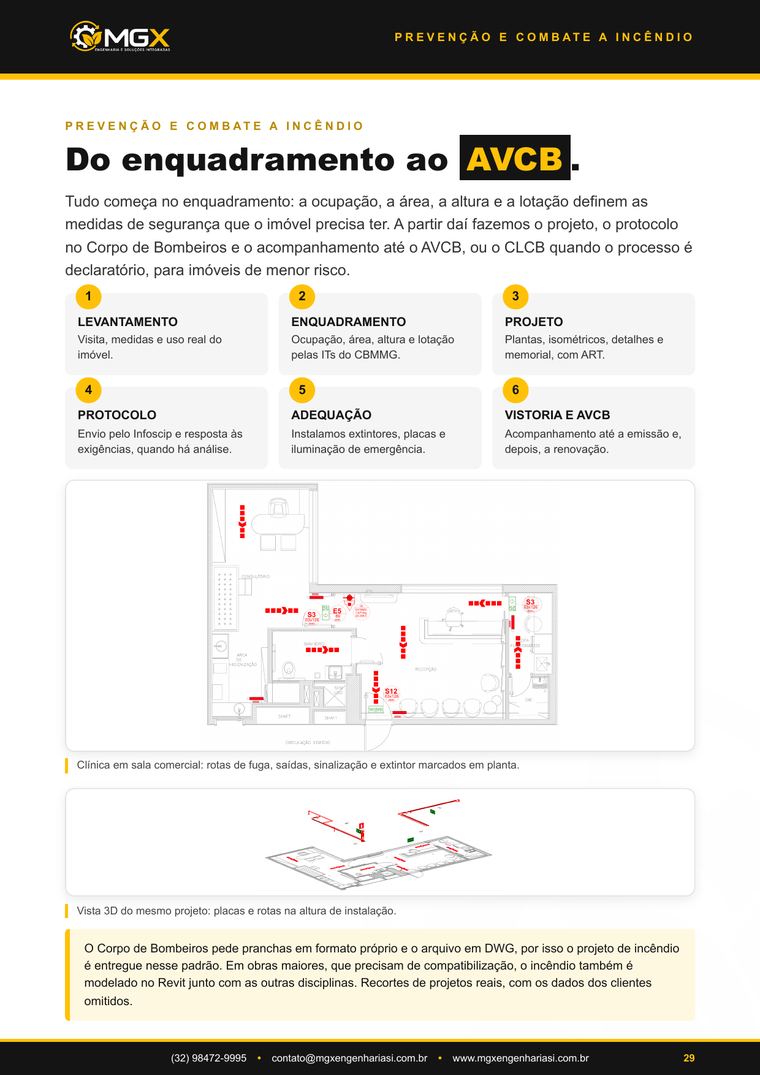 MGX
ENGENHARIA E SOLUÇÕES INTEGRADAS
PREVENÇÃO E COMBATE A INCÊNDIO
PREVENÇÃO E COMBATE A INCÊNDIO
Do enquadramento ao AVCB.
Tudo começa no enquadramento: a ocupação, a área, a altura e a lotação definem as
medidas de segurança que o imóvel precisa ter. A partir daí fazemos o projeto, o protocolo
no Corpo de Bombeiros e o acompanhamento até o AVCB, ou o CLCB quando o processo é
declaratório, para imóveis de menor risco.
1
LEVANTAMENTO
Visita, medidas e uso real do
imóvel.
2
ENQUADRAMENTO
Ocupação, área, altura e lotação
pelas ITs do CBMMG.
3
PROJETO
Plantas, isométricos, detalhes e
memorial, com ART.
4
PROTOCOLO
Envio pelo Infoscip e resposta às
exigências, quando há análise.
5
ADEQUAÇÃO
Instalamos extintores, placas e
iluminação de emergência.
6
VISTORIA E AVCB
Acompanhamento até a emissão e,
depois, a renovação.
CONSULTÓRIO
S3
E5
S3
RECEPÇÃO
S12
SHAFT
SHAFT
Clínica em sala comercial: rotas de fuga, saídas, sinalização e extintor marcados em planta.
Vista 3D do mesmo projeto: placas e rotas na altura de instalação.
O Corpo de Bombeiros pede pranchas em formato próprio e o arquivo em DWG, por isso o projeto de incêndio
é entregue nesse padrão. Em obras maiores, que precisam de compatibilização, o incêndio também é
modelado no Revit junto com as outras disciplinas. Recortes de projetos reais, com os dados dos clientes
omitidos.
(32) 98472-9995 • contato@mgxengenhariasi.com.br • www.mgxengenhariasi.com.br
29